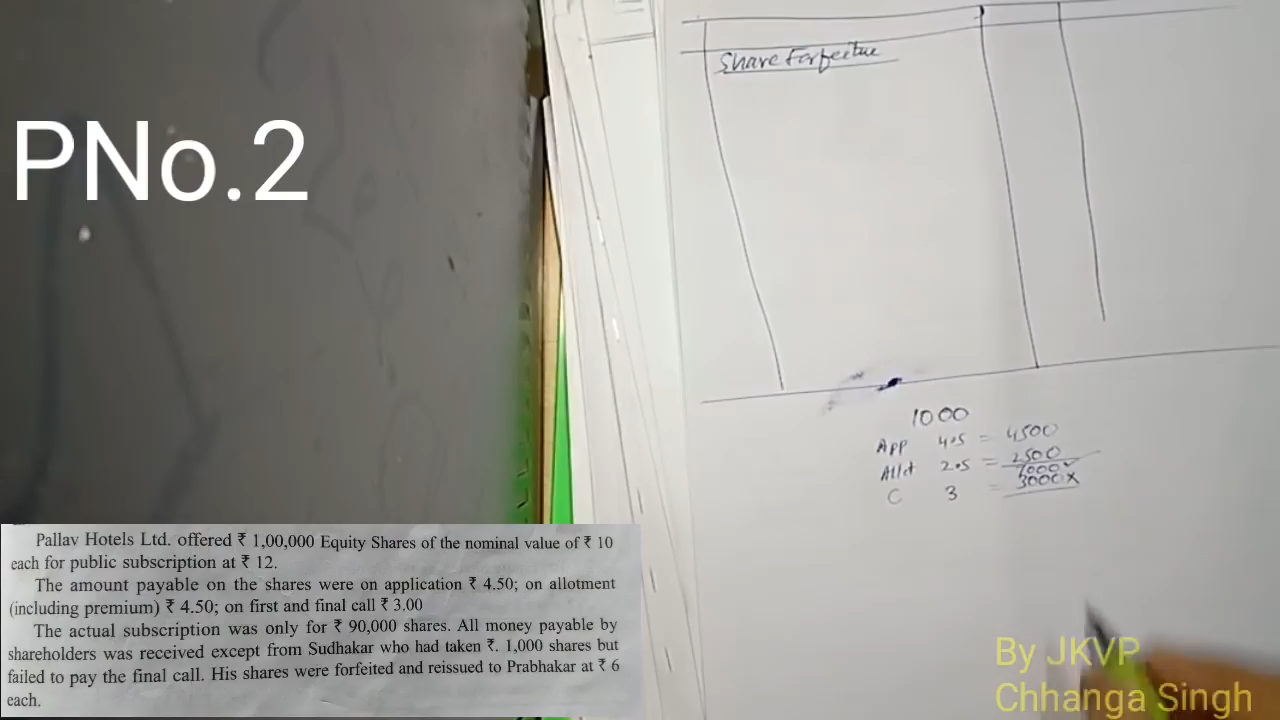 PNo.2
Share Forfeitue
1000
App 4.5 = 4500
Allot 2.5 = 2500
7000 ✓
C 3 = 3000 x
Pallav Hotels Ltd. offered ₹ 1,00,000 Equity Shares of the nominal value of ₹ 10
each for public subscription at ₹ 12.
The amount payable on the shares were on application ₹ 4.50; on allotment
(including premium) ₹ 4.50; on first and final call ₹ 3.00
The actual subscription was only for ₹ 90,000 shares. All money payable by
shareholders was received except from Sudhakar who had taken ₹. 1,000 shares but
failed to pay the final call. His shares were forfeited and reissued to Prabhakar at ₹ 6
each.
By JKVP
Chhanga Singh